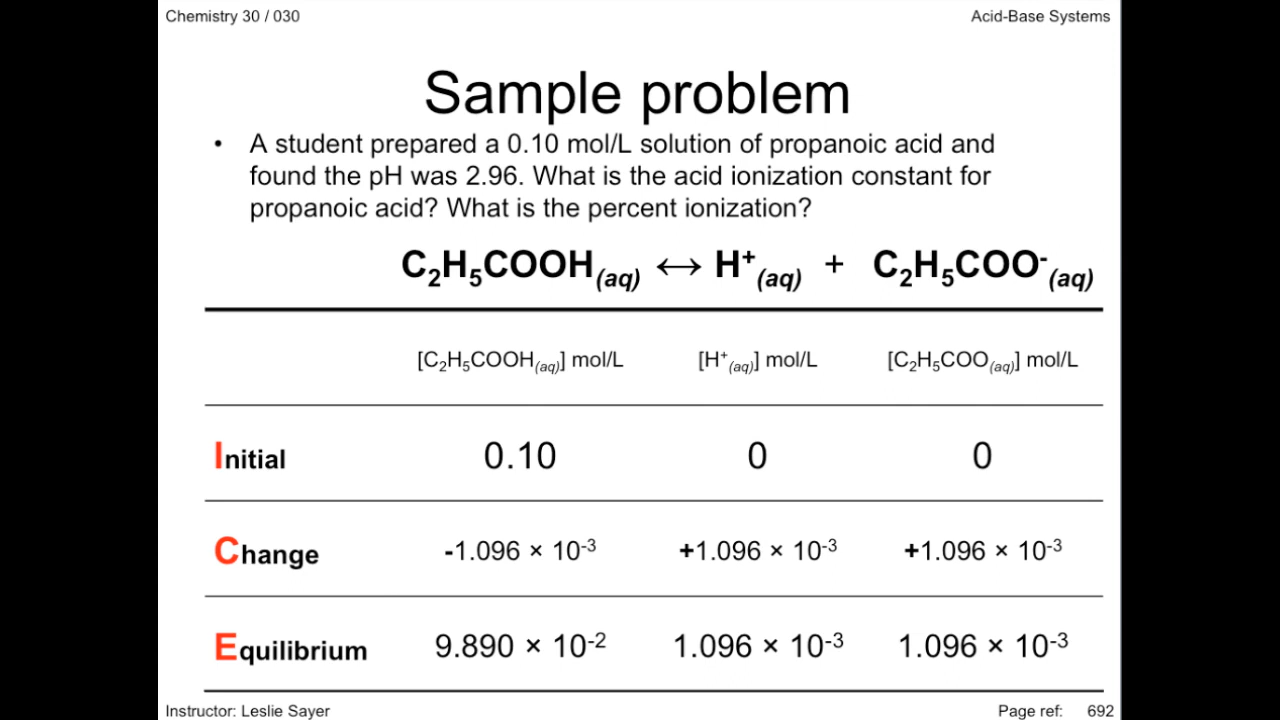 Chemistry 30 / 030
Acid-Base Systems
Sample problem
• A student prepared a 0.10 mol/L solution of propanoic acid and
found the pH was 2.96. What is the acid ionization constant for
propanoic acid? What is the percent ionization?
C₂H₅COOH(aq) ↔ H⁺(aq) + C₂H₅COO⁻(aq)
[C₂H₅COOH(aq)] mol/L [H⁺(aq)] mol/L [C₂H₅COO(aq)] mol/L
Initial 0.10 0 0
Change -1.096 × 10⁻³ +1.096 × 10⁻³ +1.096 × 10⁻³
Equilibrium 9.890 × 10⁻² 1.096 × 10⁻³ 1.096 × 10⁻³
Instructor: Leslie Sayer
Page ref: 692